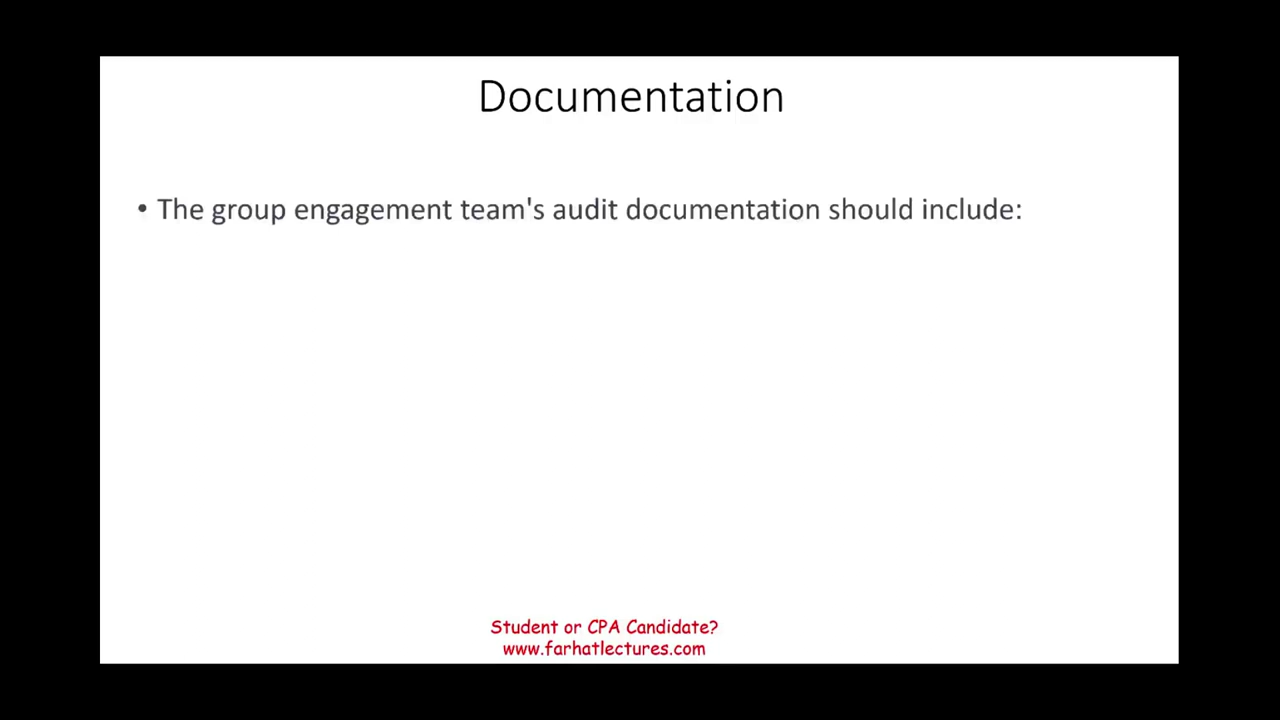 Documentation
• The group engagement team's audit documentation should include:
Student or CPA Candidate?
www.farhatlectures.com